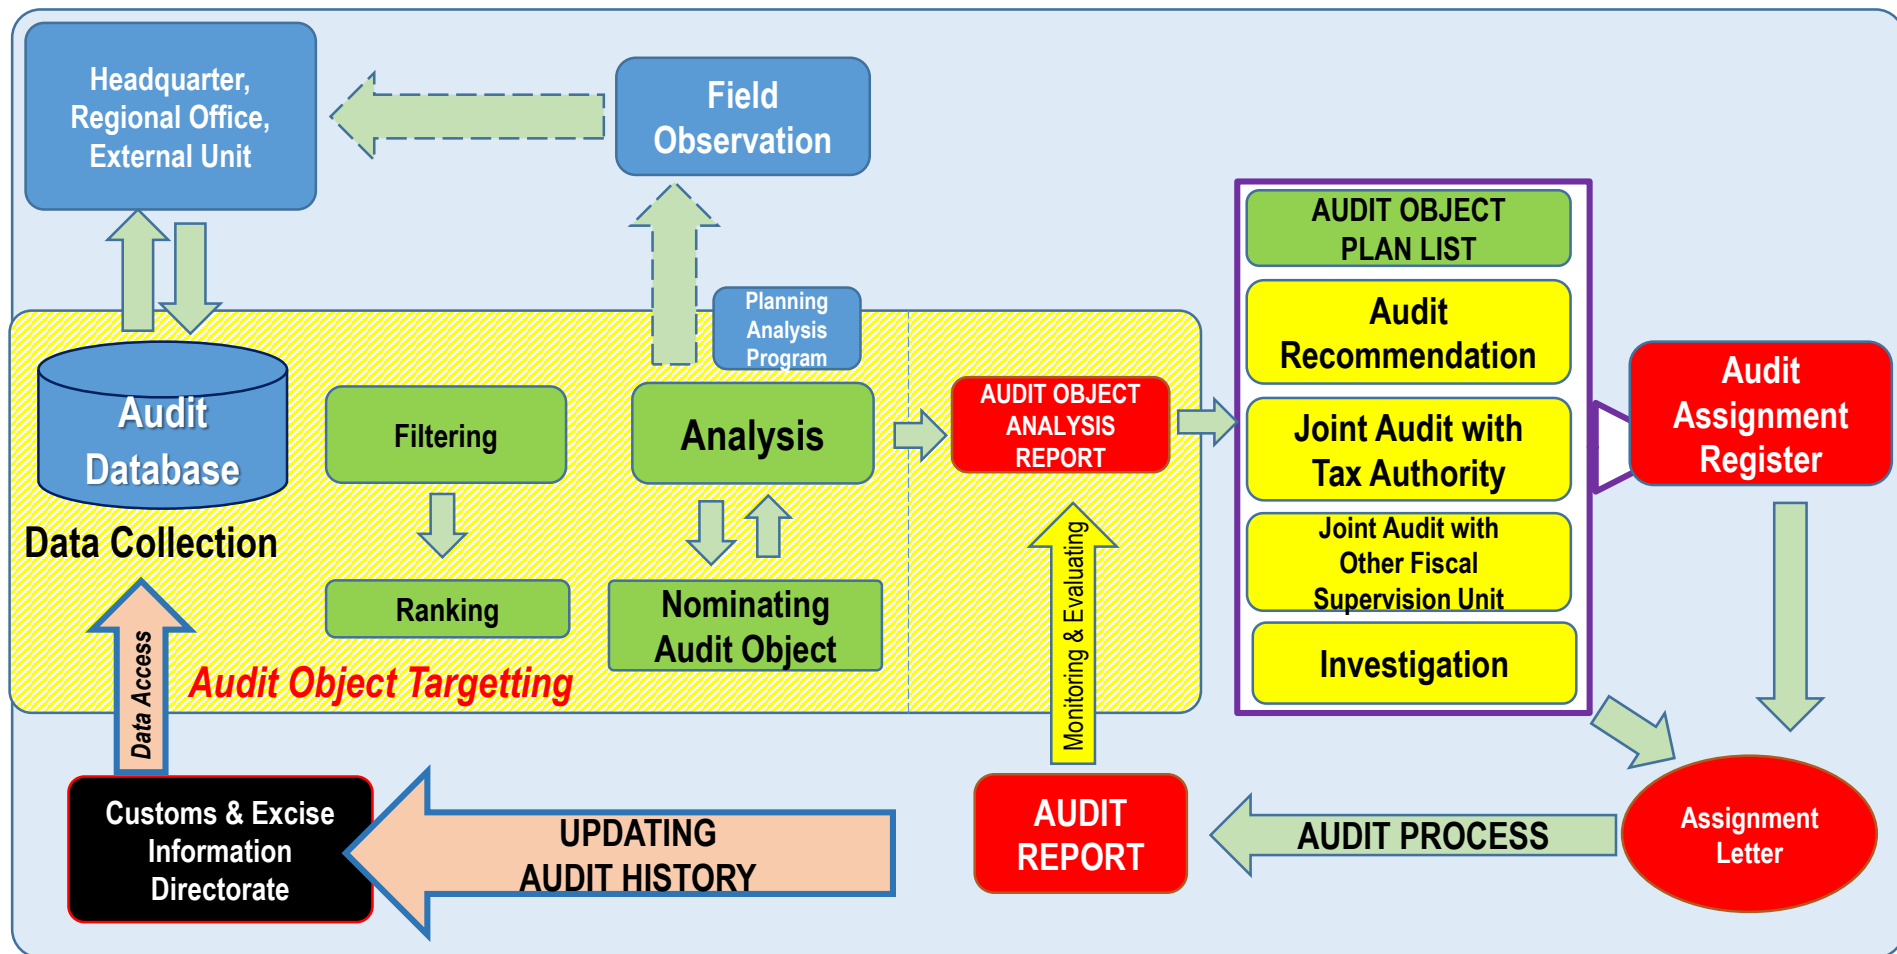 Headquarter,
Regional Office,
External Unit
Field
Observation
AUDIT OBJECT
PLAN LIST
Audit
Recommendation
Joint Audit with
Tax Authority
Joint Audit with
Other Fiscal
Supervision Unit
Investigation
Audit
Assignment
Register
Planning
Analysis
Program
Audit
Database
Data Collection
Filtering
Ranking
Analysis
Nominating
Audit Object
AUDIT OBJECT
ANALYSIS
REPORT
Audit Object Targetting
Data Access
Monitoring & Evaluating
Customs & Excise
Information
Directorate
UPDATING
AUDIT HISTORY
AUDIT
REPORT
AUDIT PROCESS
Assignment
Letter